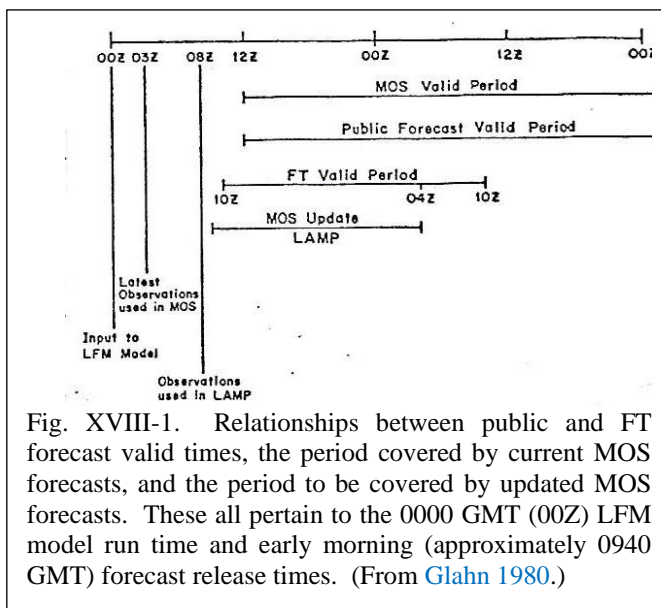 00Z 03Z 08Z 12Z 00Z 12Z 00Z
MOS Valid Period
Public Forecast Valid Period
FT Valid Period
10Z 04Z 10Z
MOS Update
LAMP
Latest
Observations
used in MOS
Input to
LFM Model
Observations
used in LAMP
Fig. XVIII-1. Relationships between public and FT
forecast valid times, the period covered by current MOS
forecasts, and the period to be covered by updated MOS
forecasts. These all pertain to the 0000 GMT (00Z) LFM
model run time and early morning (approximately 0940
GMT) forecast release times. (From Glahn 1980.)